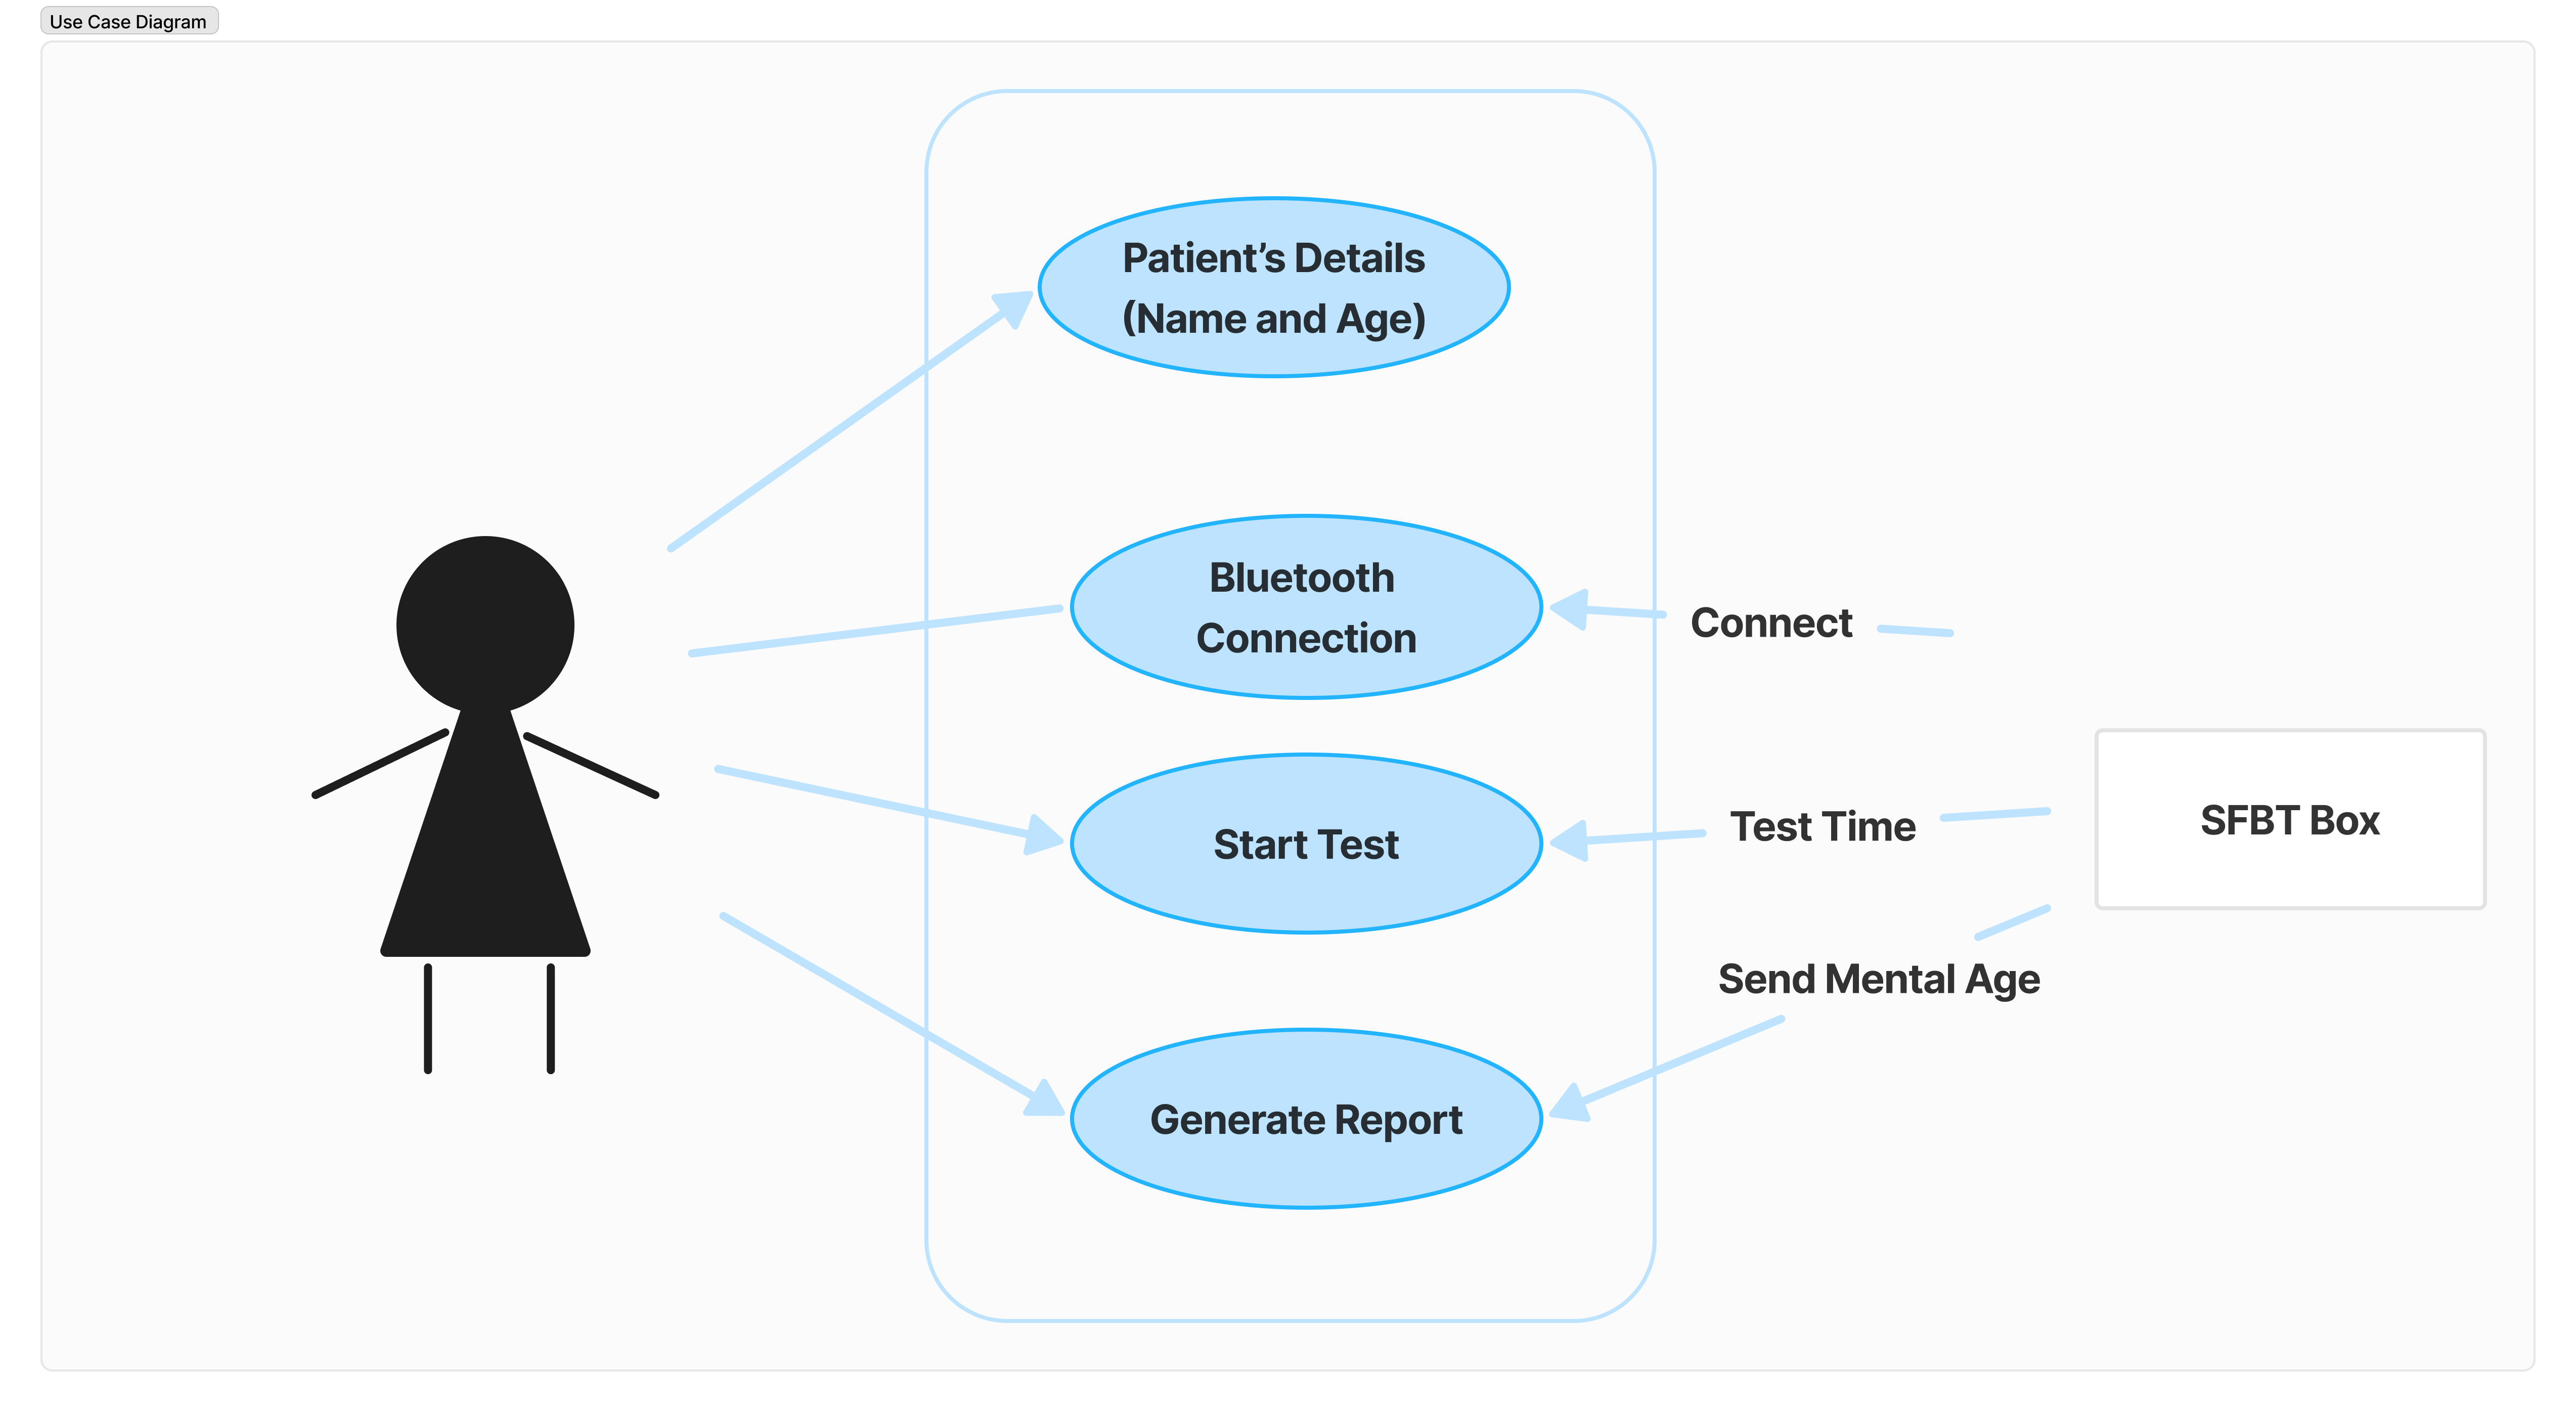 Use Case Diagram
Patient’s Details
(Name and Age)
Bluetooth
Connection
Connect
Start Test
Test Time
SFBT Box
Send Mental Age
Generate Report